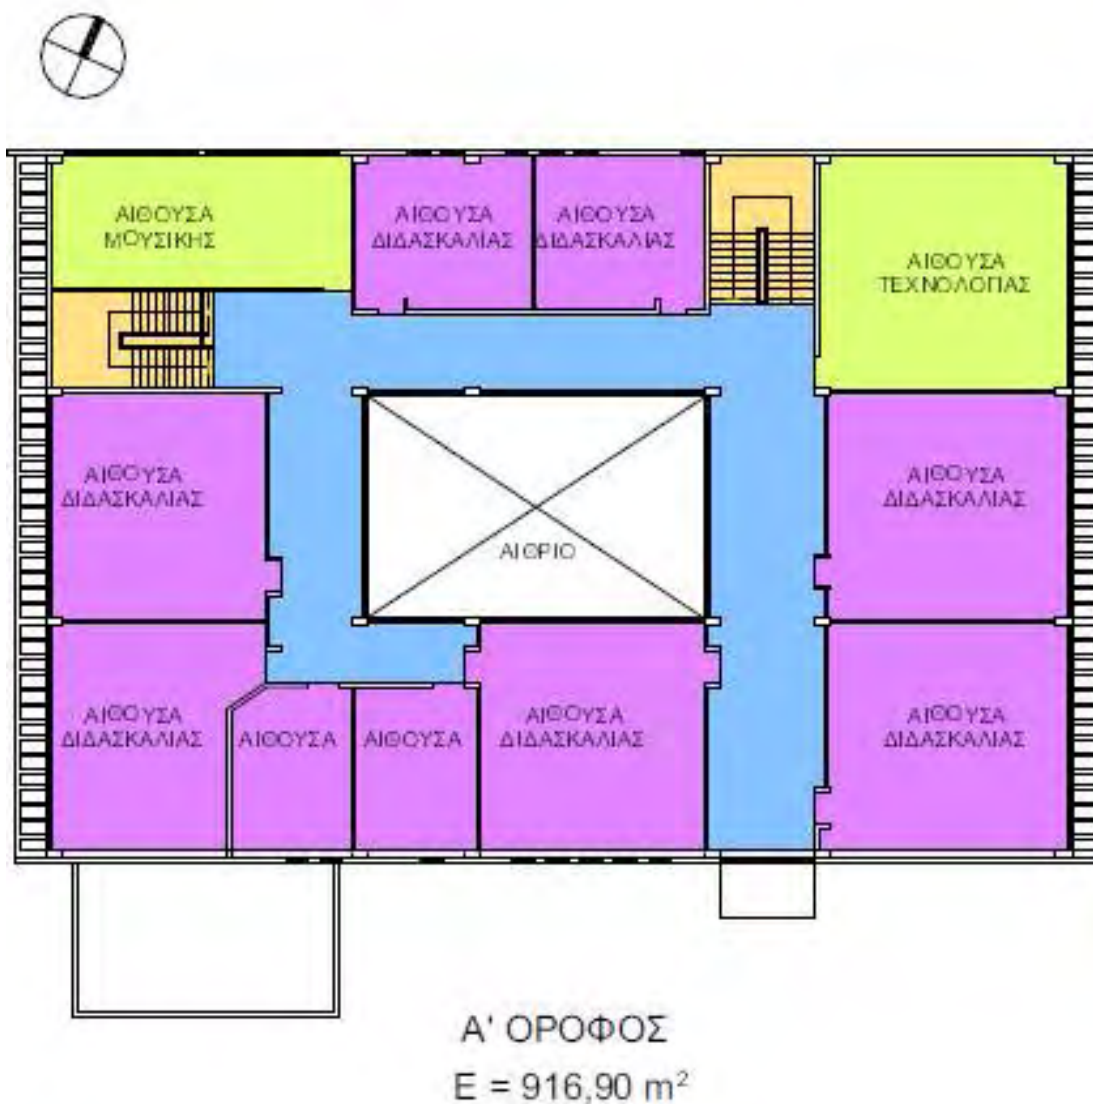 ΑΙΘΟΥΣΑ
ΜΟΥΣΙΚΗΣ
ΑΙΘΟΥΣΑ
ΔΙΔΑΣΚΑΛΙΑΣ
ΑΙΘΟΥΣΑ
ΔΙΔΑΣΚΑΛΙΑΣ
ΑΙΘΟΥΣΑ
ΤΕΧΝΟΛΟΓΙΑΣ
ΑΙΘΟΥΣΑ
ΔΙΔΑΣΚΑΛΙΑΣ
ΑΙΘΡΙΟ
ΑΙΘΟΥΣΑ
ΔΙΔΑΣΚΑΛΙΑΣ
ΑΙΘΟΥΣΑ
ΔΙΔΑΣΚΑΛΙΑΣ
ΑΙΘΟΥΣΑ
ΑΙΘΟΥΣΑ
ΑΙΘΟΥΣΑ
ΔΙΔΑΣΚΑΛΙΑΣ
ΑΙΘΟΥΣΑ
ΔΙΔΑΣΚΑΛΙΑΣ
Α' ΟΡΟΦΟΣ
Ε = 916,90 m²